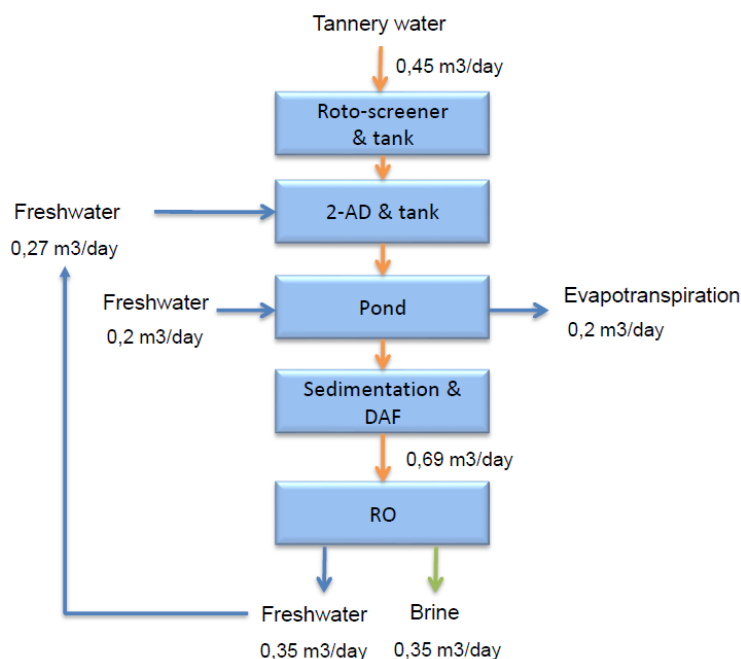 Tannery water
0,45 m3/day
Roto-screener
& tank
Freshwater
0,27 m3/day
2-AD & tank
Freshwater
0,2 m3/day
Pond
Evapotranspiration
0,2 m3/day
Sedimentation &
DAF
0,69 m3/day
RO
Freshwater
0,35 m3/day
Brine
0,35 m3/day